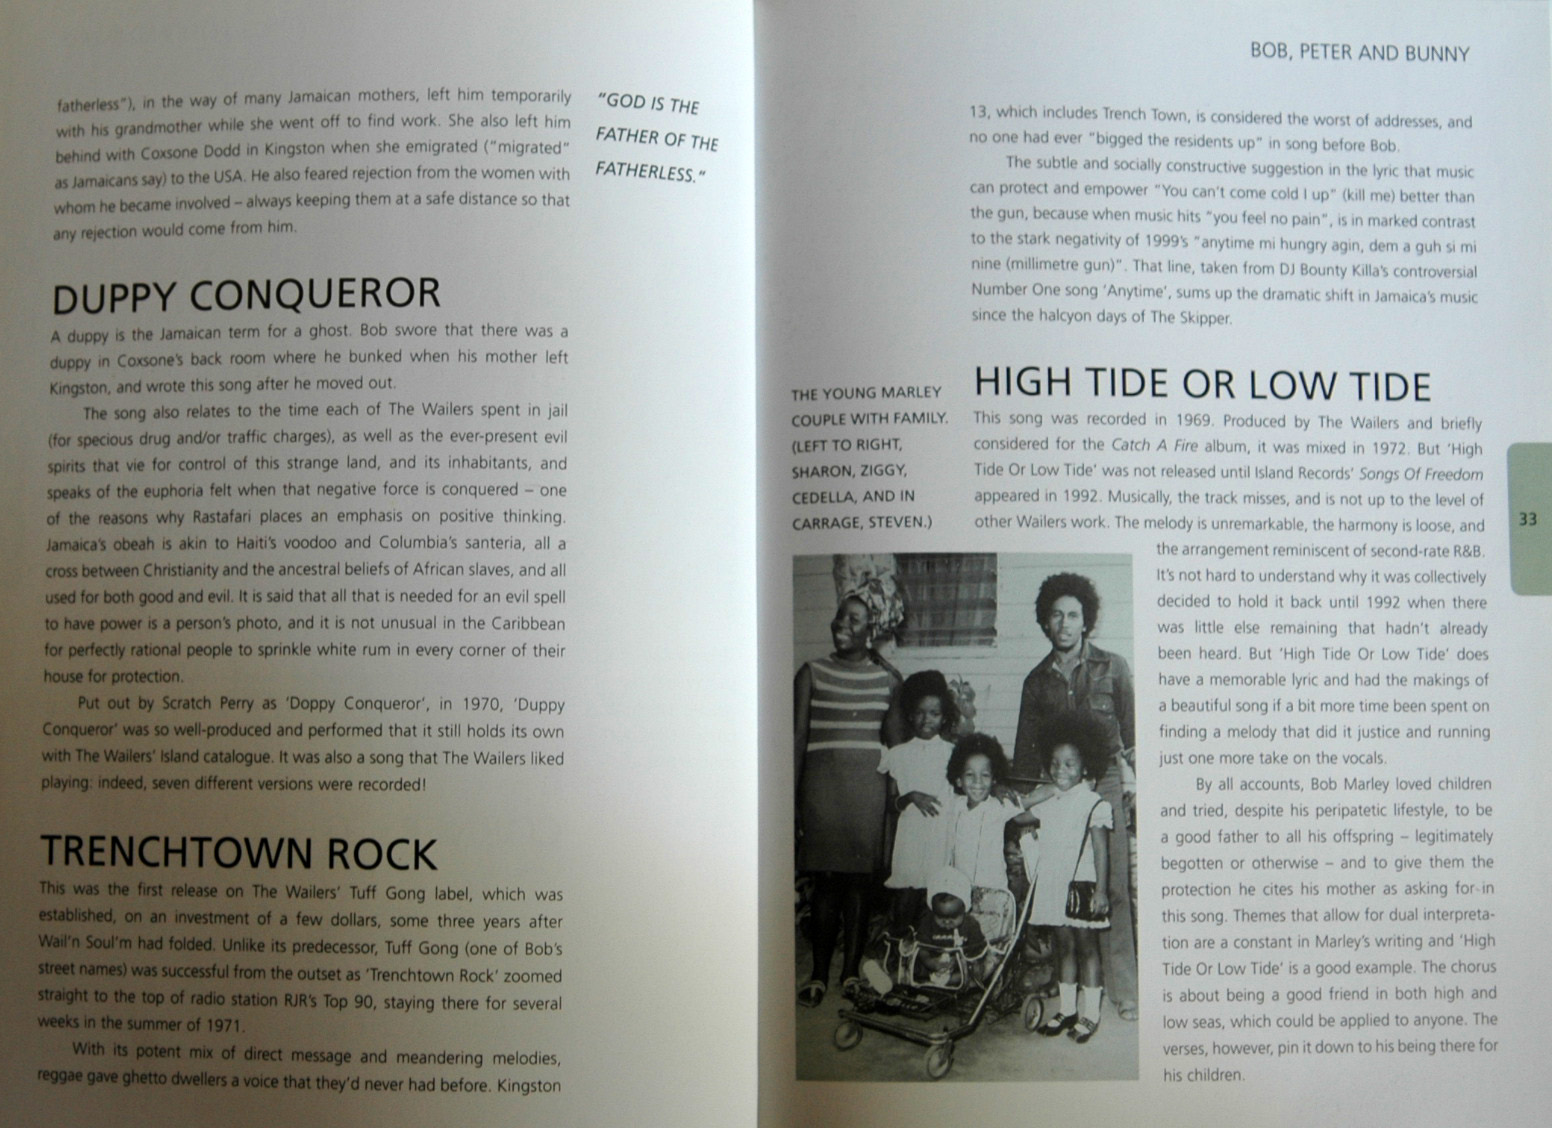 fatherless"), in the way of many Jamaican mothers, left him temporarily
with his grandmother while she went off to find work. She also left him
behind with Coxsone Dodd in Kingston when she emigrated ("migrated"
as Jamaicans say) to the USA. He also feared rejection from the women with
whom he became involved – always keeping them at a safe distance so that
any rejection would come from him.
"GOD IS THE
FATHER OF THE
FATHERLESS."
DUPPY CONQUEROR
A duppy is the Jamaican term for a ghost. Bob swore that there was a
duppy in Coxsone's back room where he bunked when his mother left
Kingston, and wrote this song after he moved out.
The song also relates to the time each of The Wailers spent in jail
(for specious drug and/or traffic charges), as well as the ever-present evil
spirits that vie for control of this strange land, and its inhabitants, and
speaks of the euphoria felt when that negative force is conquered – one
of the reasons why Rastafari places an emphasis on positive thinking.
Jamaica's obeah is akin to Haiti's voodoo and Columbia's santeria, all a
cross between Christianity and the ancestral beliefs of African slaves, and all
used for both good and evil. It is said that all that is needed for an evil spell
to have power is a person's photo, and it is not unusual in the Caribbean
for perfectly rational people to sprinkle white rum in every corner of their
house for protection.
Put out by Scratch Perry as 'Doppy Conqueror', in 1970, 'Duppy
Conqueror' was so well-produced and performed that it still holds its own
with The Wailers' Island catalogue. It was also a song that The Wailers liked
playing: indeed, seven different versions were recorded!
TRENCHTOWN ROCK
This was the first release on The Wailers' Tuff Gong label, which was
established, on an investment of a few dollars, some three years after
Wail'n Soul'm had folded. Unlike its predecessor, Tuff Gong (one of Bob's
street names) was successful from the outset as 'Trenchtown Rock' zoomed
straight to the top of radio station RJR's Top 90, staying there for several
weeks in the summer of 1971.
With its potent mix of direct message and meandering melodies,
reggae gave ghetto dwellers a voice that they'd never had before. Kingston
BOB, PETER AND BUNNY
13, which includes Trench Town, is considered the worst of addresses, and
no one had ever "bigged the residents up" in song before Bob.
The subtle and socially constructive suggestion in the lyric that music
can protect and empower "You can't come cold I up" (kill me) better than
the gun, because when music hits "you feel no pain", is in marked contrast
to the stark negativity of 1999's "anytime mi hungry agin, dem a guh si mi
nine (millimetre gun)". That line, taken from DJ Bounty Killa's controversial
Number One song 'Anytime', sums up the dramatic shift in Jamaica's music
since the halcyon days of The Skipper.
THE YOUNG MARLEY
COUPLE WITH FAMILY.
(LEFT TO RIGHT,
SHARON, ZIGGY,
CEDELLA, AND IN
CARRAGE, STEVEN.)
HIGH TIDE OR LOW TIDE
This song was recorded in 1969. Produced by The Wailers and briefly
considered for the Catch A Fire album, it was mixed in 1972. But 'High
Tide Or Low Tide' was not released until Island Records' Songs Of Freedom
appeared in 1992. Musically, the track misses, and is not up to the level of
other Wailers work. The melody is unremarkable, the harmony is loose, and
the arrangement reminiscent of second-rate R&B.
It's not hard to understand why it was collectively
decided to hold it back until 1992 when there
was little else remaining that hadn't already
been heard. But 'High Tide Or Low Tide' does
have a memorable lyric and had the makings of
a beautiful song if a bit more time been spent on
finding a melody that did it justice and running
just one more take on the vocals.
By all accounts, Bob Marley loved children
and tried, despite his peripatetic lifestyle, to be
a good father to all his offspring – legitimately
begotten or otherwise – and to give them the
protection he cites his mother as asking for in
this song. Themes that allow for dual interpreta-
tion are a constant in Marley's writing and 'High
Tide Or Low Tide' is a good example. The chorus
is about being a good friend in both high and
low seas, which could be applied to anyone. The
verses, however, pin it down to his being there for
his children.
33